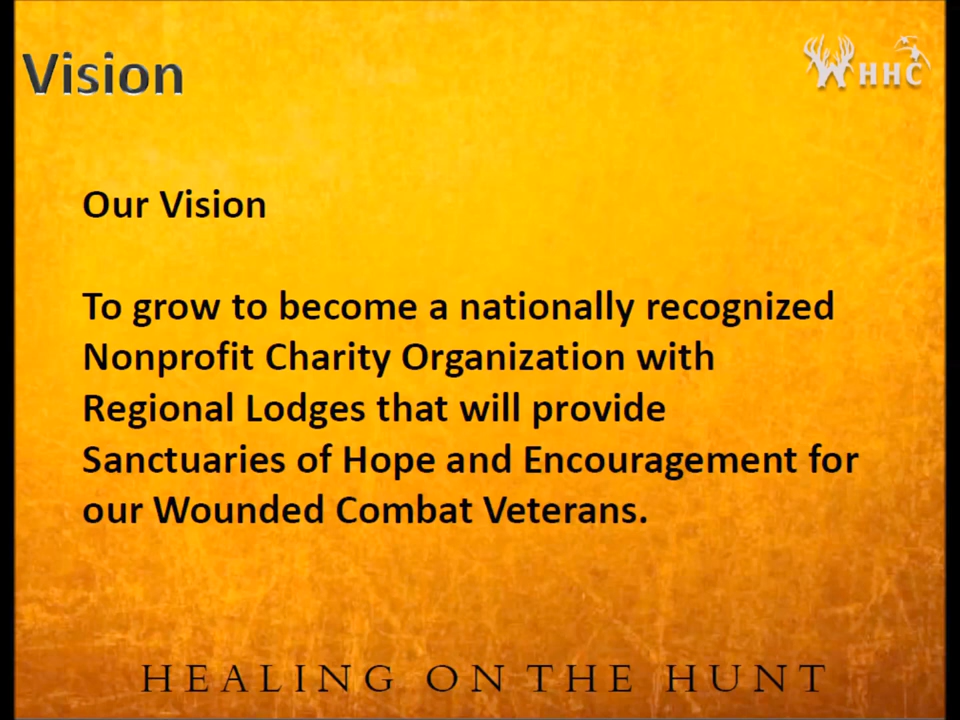 Vision
WHHC
Our Vision
To grow to become a nationally recognized
Nonprofit Charity Organization with
Regional Lodges that will provide
Sanctuaries of Hope and Encouragement for
our Wounded Combat Veterans.
HEALING ON THE HUNT